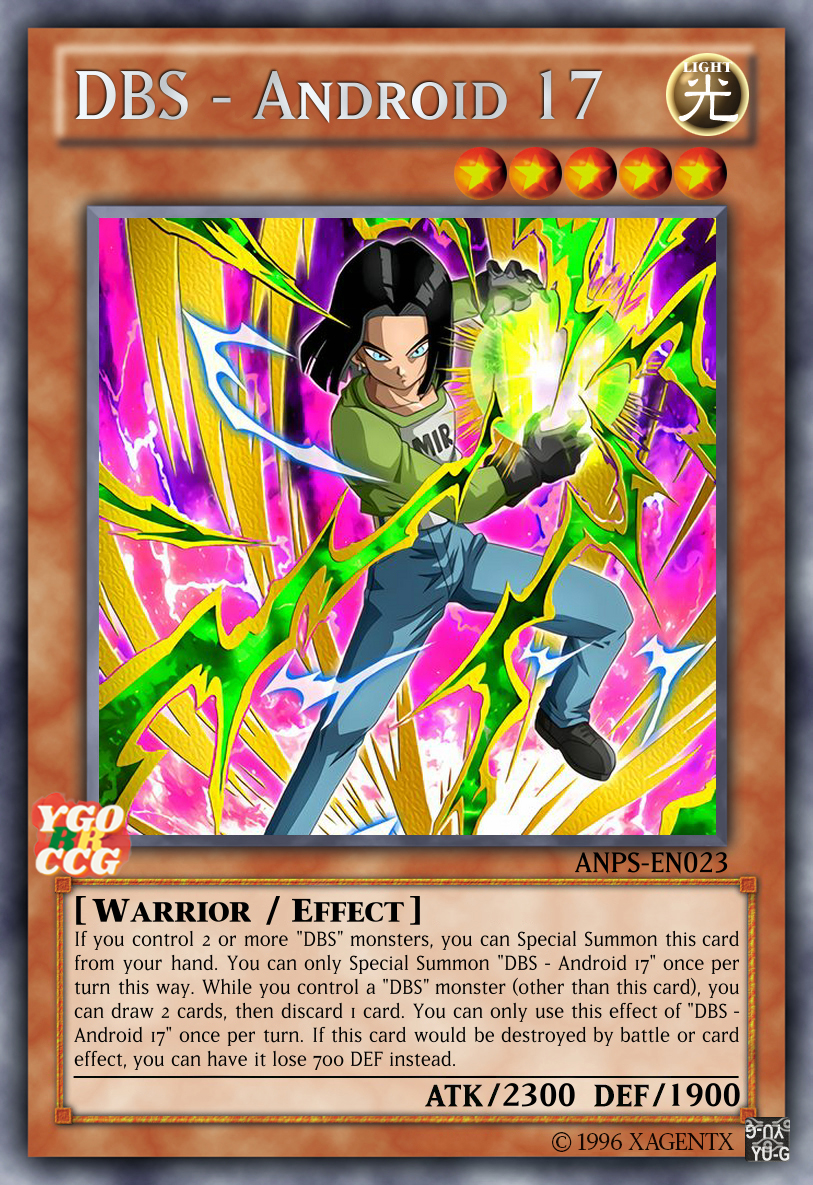 DBS - Android 17
LIGHT
光
MIR
YGO
CCG
ANPS-EN023
[ Warrior / Effect ]
If you control 2 or more "DBS" monsters, you can Special Summon this card
from your hand. You can only Special Summon "DBS - Android 17" once per
turn this way. While you control a "DBS" monster (other than this card), you
can draw 2 cards, then discard 1 card. You can only use this effect of "DBS -
Android 17" once per turn. If this card would be destroyed by battle or card
effect, you can have it lose 700 DEF instead.
ATK/2300 DEF/1900
© 1996 XAGENTX
YU-G
YU-G